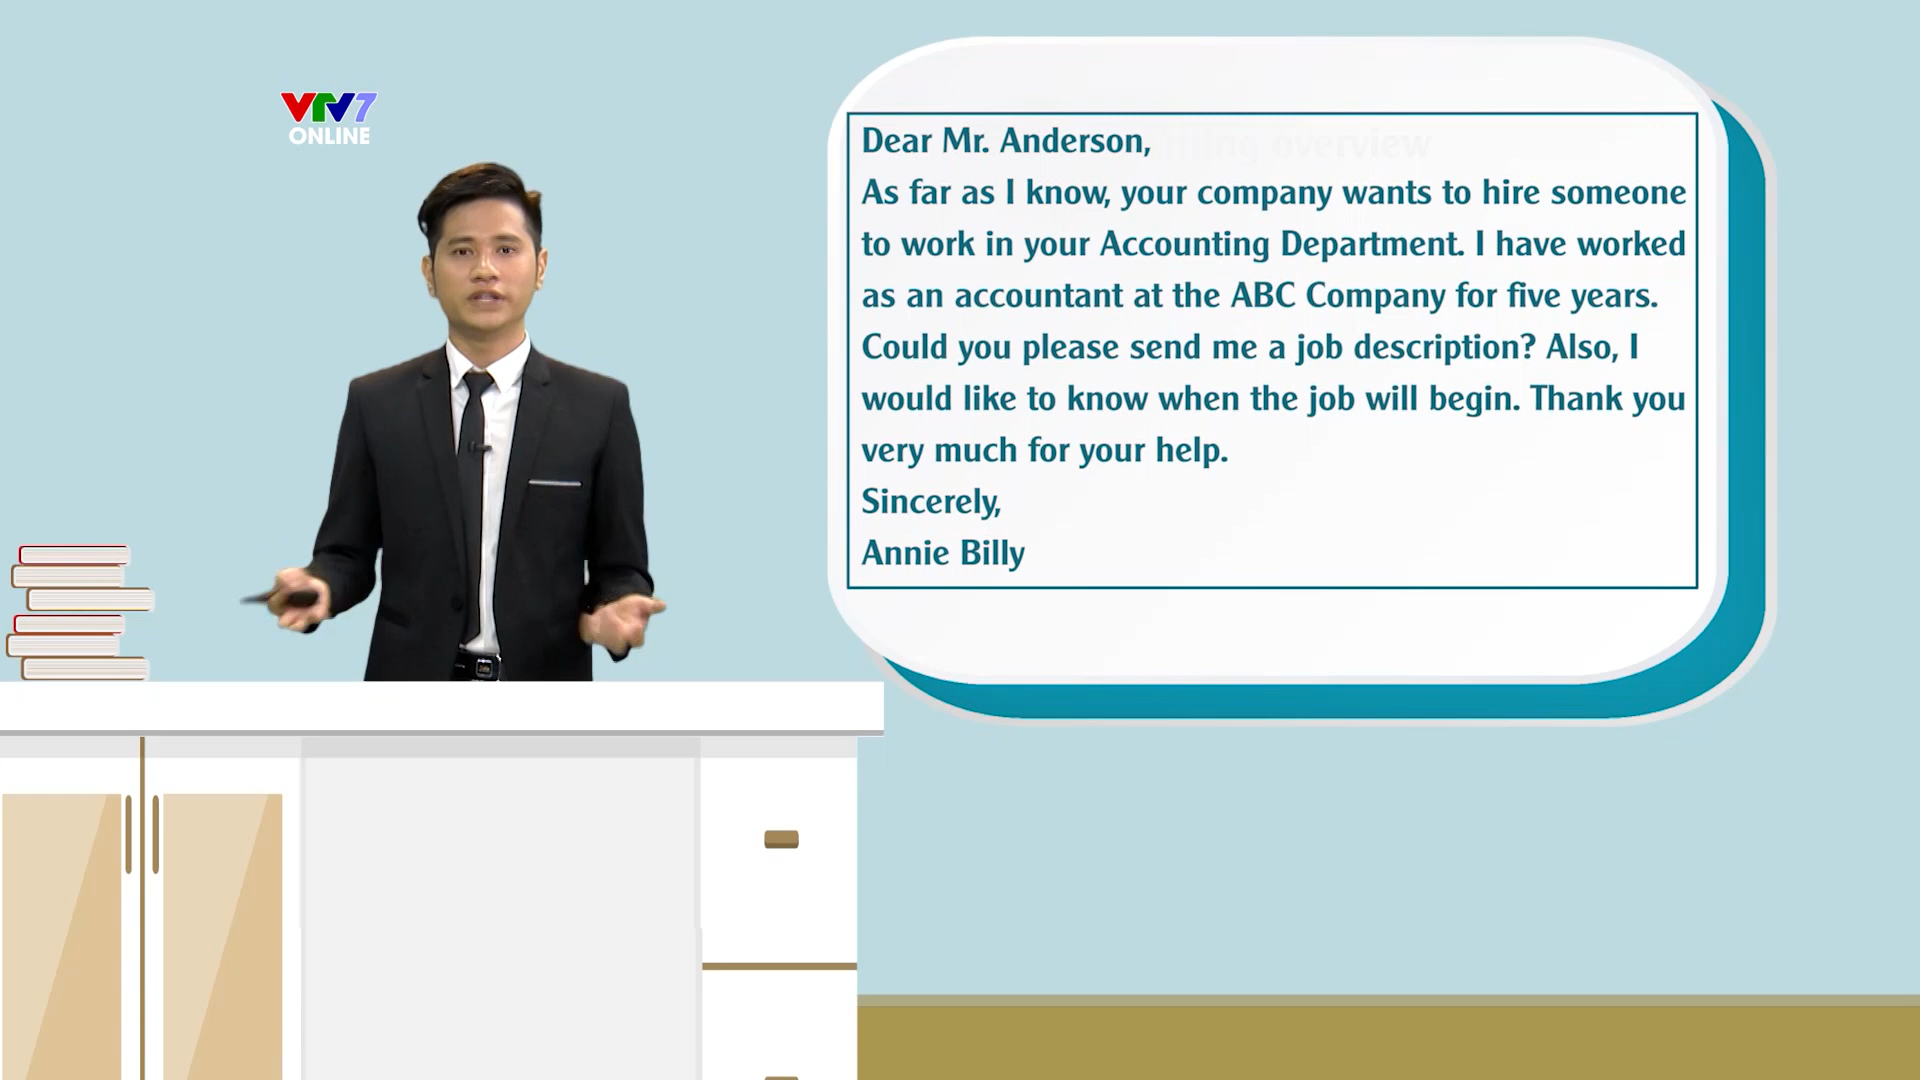 VTV7
ONLINE
Writing overview
Dear Mr. Anderson,
As far as I know, your company wants to hire someone
to work in your Accounting Department. I have worked
as an accountant at the ABC Company for five years.
Could you please send me a job description? Also, I
would like to know when the job will begin. Thank you
very much for your help.
Sincerely,
Annie Billy